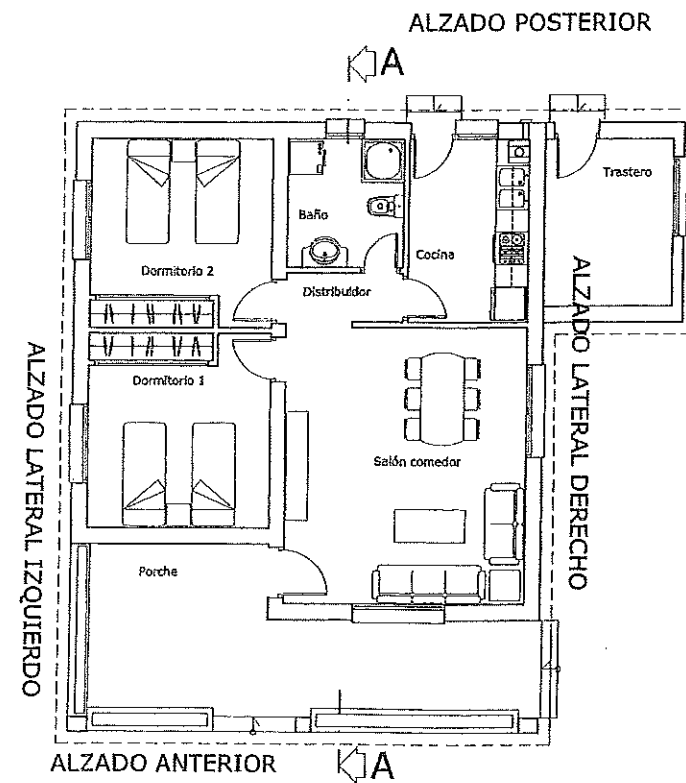 ALZADO POSTERIOR
A
Trastero
Baño
Cocina
Dormitorio 2
Distribuidor
ALZADO LATERAL IZQUIERDO
ALZADO LATERAL DERECHO
Dormitorio 1
Salón comedor
Porche
ALZADO ANTERIOR
A